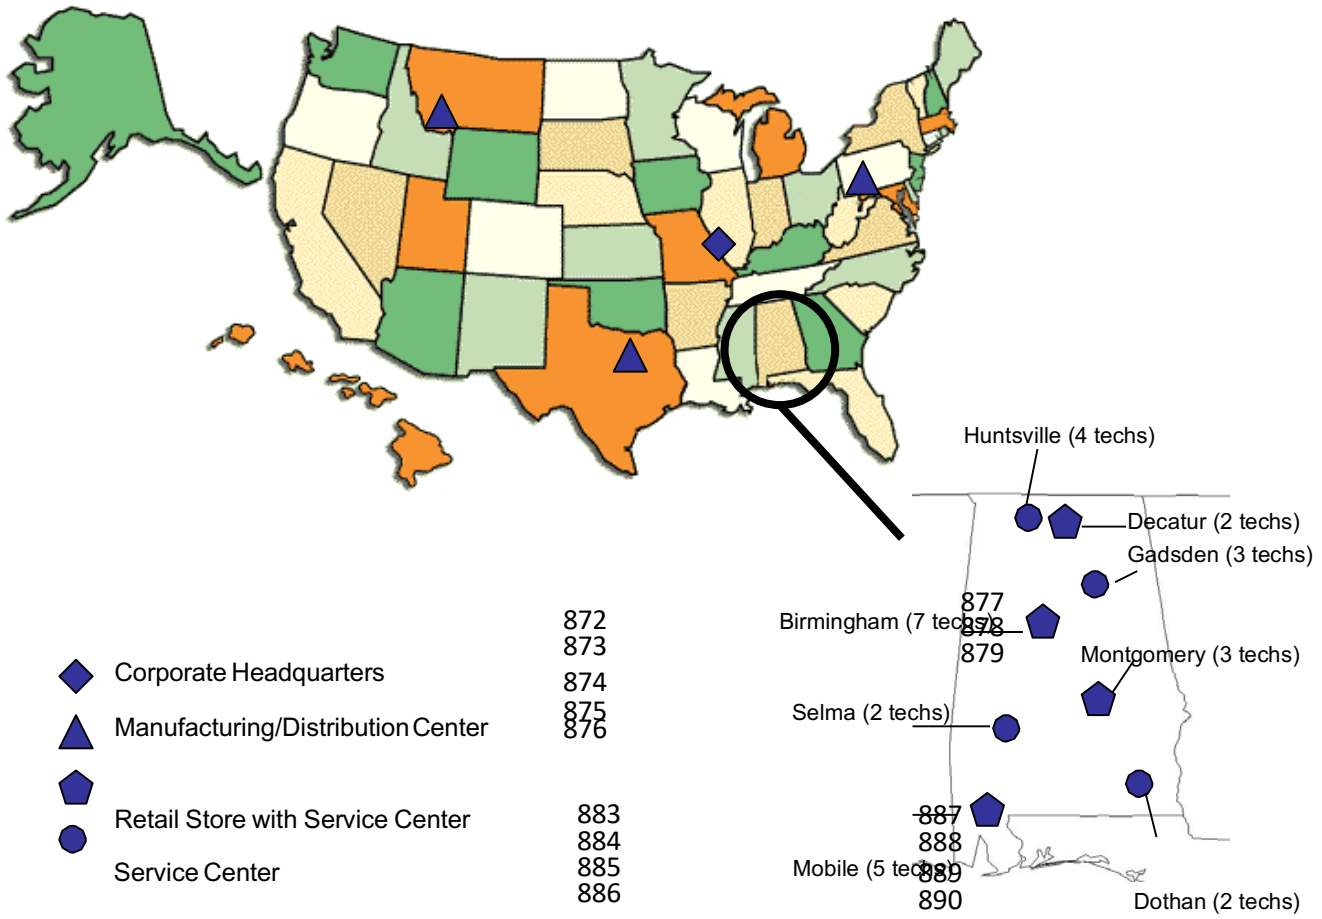 Huntsville (4 techs)
Decatur (2 techs)
Gadsden (3 techs)
877
Birmingham (7 techs)
878
879
Montgomery (3 techs)
Selma (2 techs)
872
873
874
875
876
Corporate Headquarters
Manufacturing/Distribution Center
Retail Store with Service Center
Service Center
883
884
885
886
887
888
Mobile (5 techs)
889
890
Dothan (2 techs)